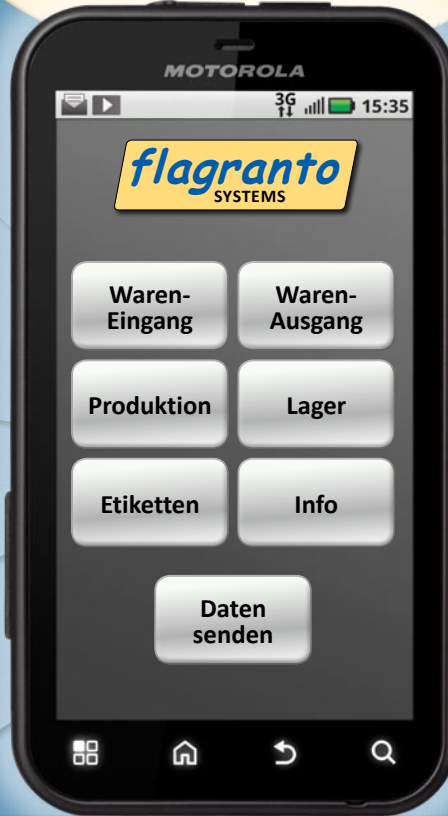 MOTOROLA
3G 15:35
flagranto
SYSTEMS
Waren-
Eingang
Waren-
Ausgang
Produktion
Lager
Etiketten
Info
Daten
senden